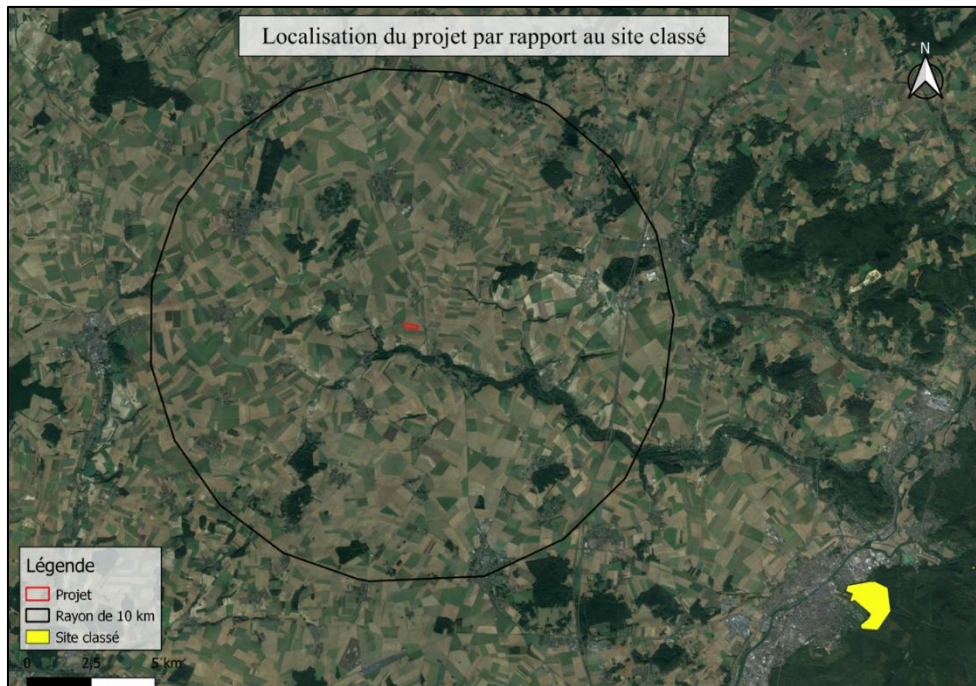 Localisation du projet par rapport au site classé
N
Légende
Projet
Rayon de 10 km
Site classé
0 2,5 5 km